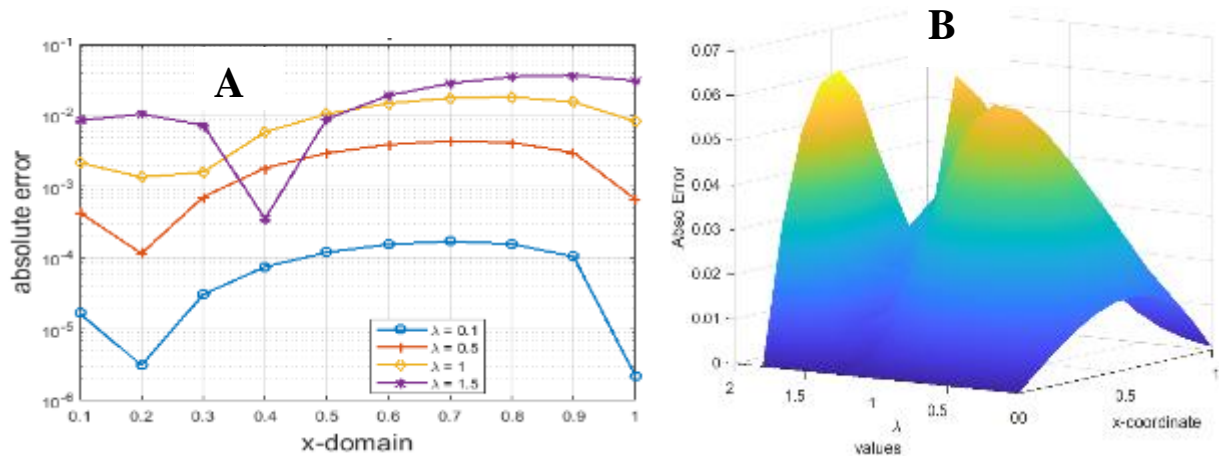 A
absolute error
10-1
10-2
10-3
10-4
10-5
10-6
λ = 0.1
λ = 0.5
λ = 1
λ = 1.5
0.1 0.2 0.3 0.4 0.5 0.6 0.7 0.8 0.9 1
x-domain
B
Abso Error
0.07
0.06
0.05
0.04
0.03
0.02
0.01
0
2 1.5 1 0.5 00 0.5 1
λ
values
x-coordinate